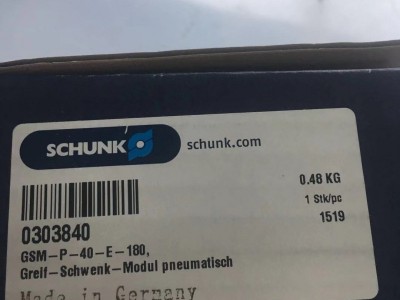 SCHUNK
schunk.com
0.48 KG
1 Stk/pc
1519
0303840
GSM-P-40-E-180,
Greif-Schwenk-Modul pneumatisch
Made in Germany